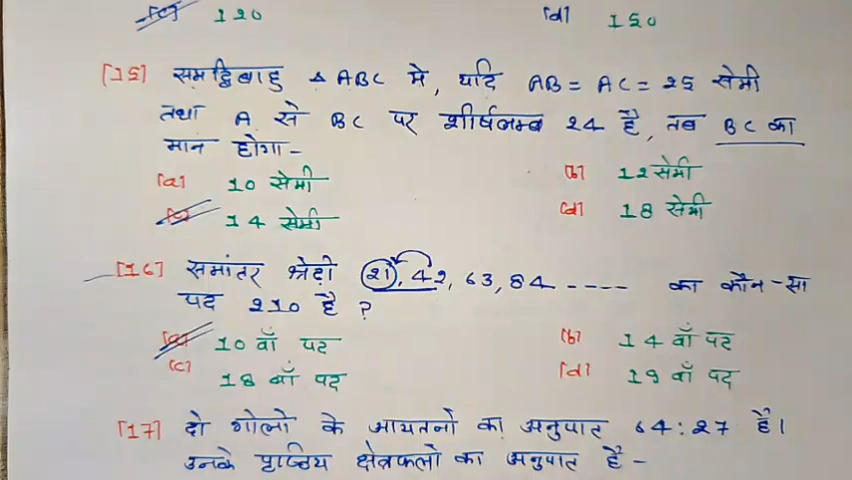 (c) 120 (d) 150
[15] समद्विबाहु △ ABC मे, यदि AB = AC = 25 सेमी
तथा A से BC पर शीर्षलम्ब 24 है, तब BC का
मान होगा-
(a) 10 सेमी (b) 12 सेमी
(c) 14 सेमी (d) 18 सेमी
[16] समांतर श्रेढ़ी 21, 42, 63, 84 ---- का कौन-सा
पद 210 है ?
(a) 10 वाँ पद (b) 14 वाँ पद
(c) 18 वाँ पद (d) 19 वाँ पद
[17] दो गोलो के आयतनो का अनुपात 64:27 है।
उनके पृष्ठिय क्षेत्रफलो का अनुपात है -